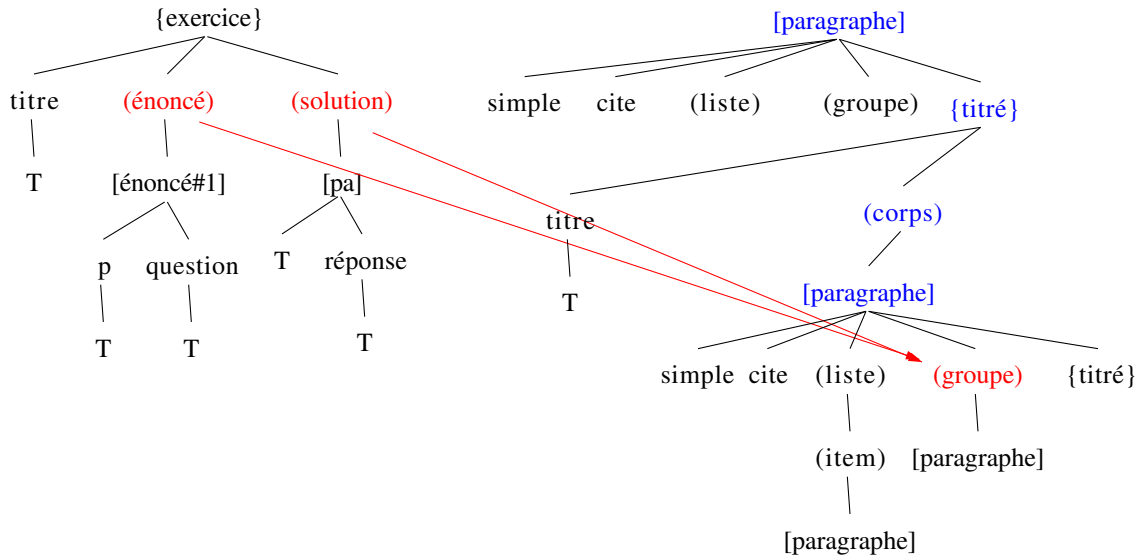 {exercice} [paragraphe]
titre (énoncé) (solution) simple cite (liste) (groupe) {titré}
T [énoncé#1] [pa]
titre (corps)
p question T réponse
T [paragraphe]
T T T
simple cite (liste) (groupe) {titré}
(item) [paragraphe]
[paragraphe]